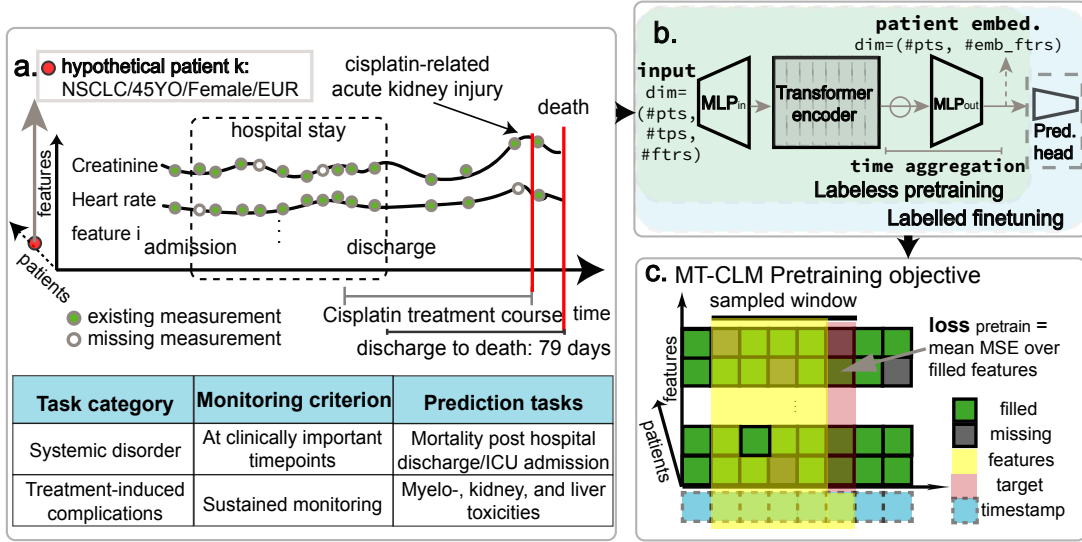 a.
hypothetical patient k:
NSCLC/45YO/Female/EUR
cisplatin-related
acute kidney injury
death
hospital stay
features
Creatinine
Heart rate
feature i
admission
discharge
patients
time
Cisplatin treatment course
existing measurement
missing measurement
discharge to death: 79 days
Task category
Monitoring criterion
Prediction tasks
Systemic disorder
At clinically important
timepoints
Mortality post hospital
discharge/ICU admission
Treatment-induced
complications
Sustained monitoring
Myelo-, kidney, and liver
toxicities
b.
patient embed.
dim=(#pts, #emb_ftrs)
input
dim=
(#pts,
#tps,
#ftrs)
MLPin
Transformer
encoder
MLPout
Pred.
head
time aggregation
Labeless pretraining
Labelled finetuning
c. MT-CLM Pretraining objective
sampled window
features
patients
loss pretrain =
mean MSE over
filled features
filled
missing
features
target
timestamp